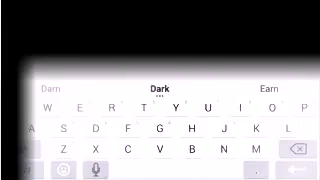 Darn Dark Earn
W E R T Y U I O P
A S D F G H J K L
Z X C V B N M .